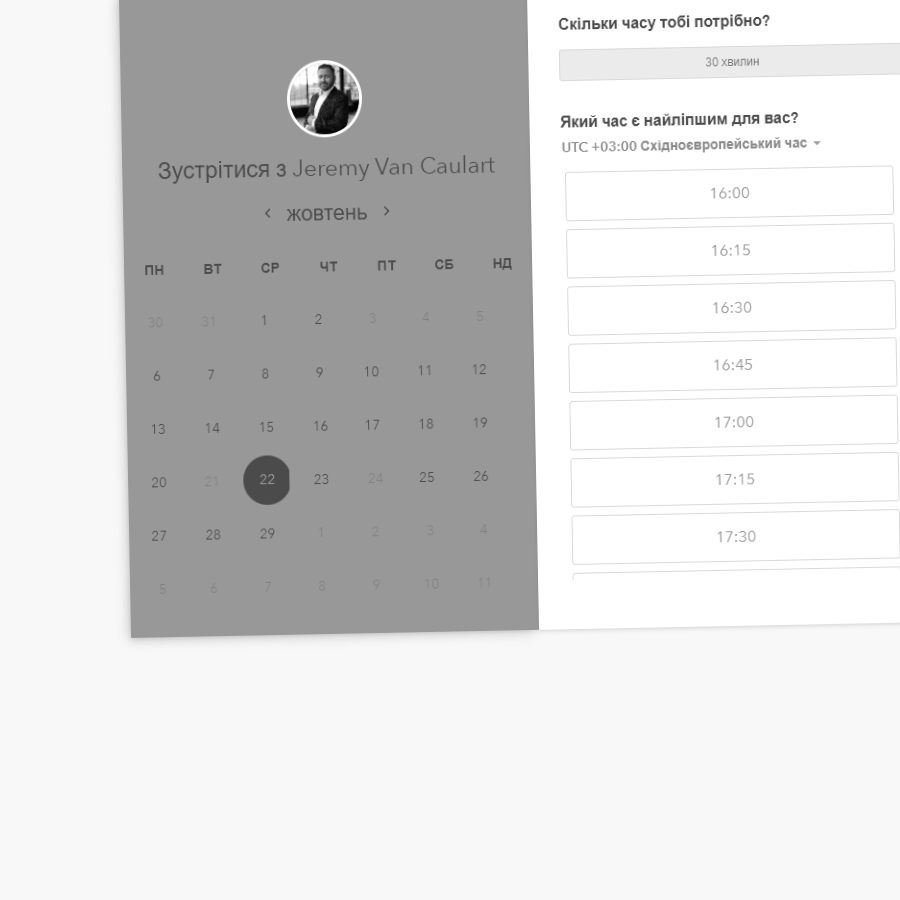 Зустрітися з Jeremy Van Caulart
жовтень
ПН ВТ СР ЧТ ПТ СБ НД
30 31 1 2 3 4 5
6 7 8 9 10 11 12
13 14 15 16 17 18 19
20 21 22 23 24 25 26
27 28 29 1 2 3 4
5 6 7 8 9 10 11
Скільки часу тобі потрібно?
30 хвилин
Який час є найліпшим для вас?
UTC +03:00 Східноєвропейський час
16:00
16:15
16:30
16:45
17:00
17:15
17:30